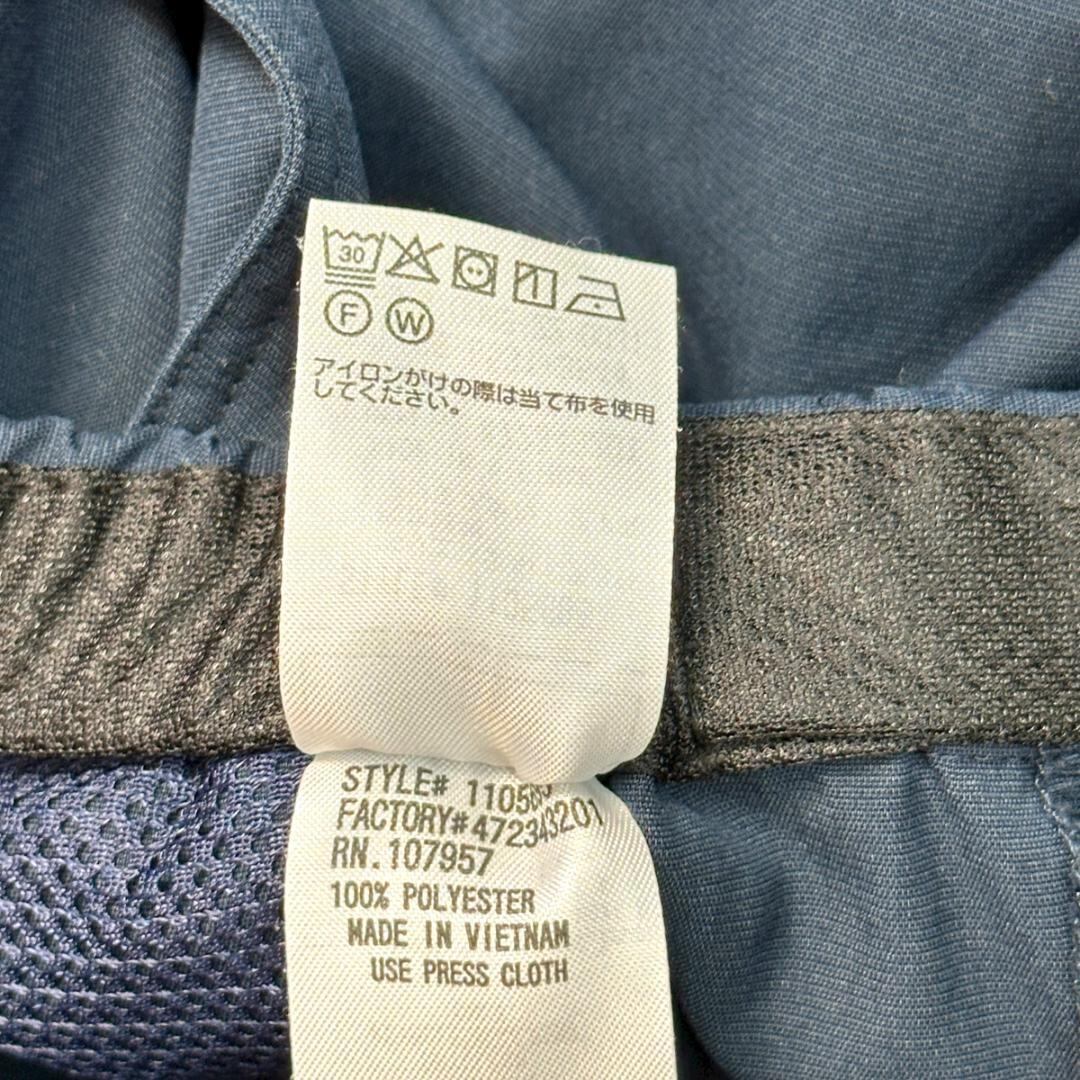 30
F W
アイロンがけの際は当て布を使用
してください。
STYLE#
FACTORY#472343201
RN.107957
100% POLYESTER
MADE IN VIETNAM
USE PRESS CLOTH